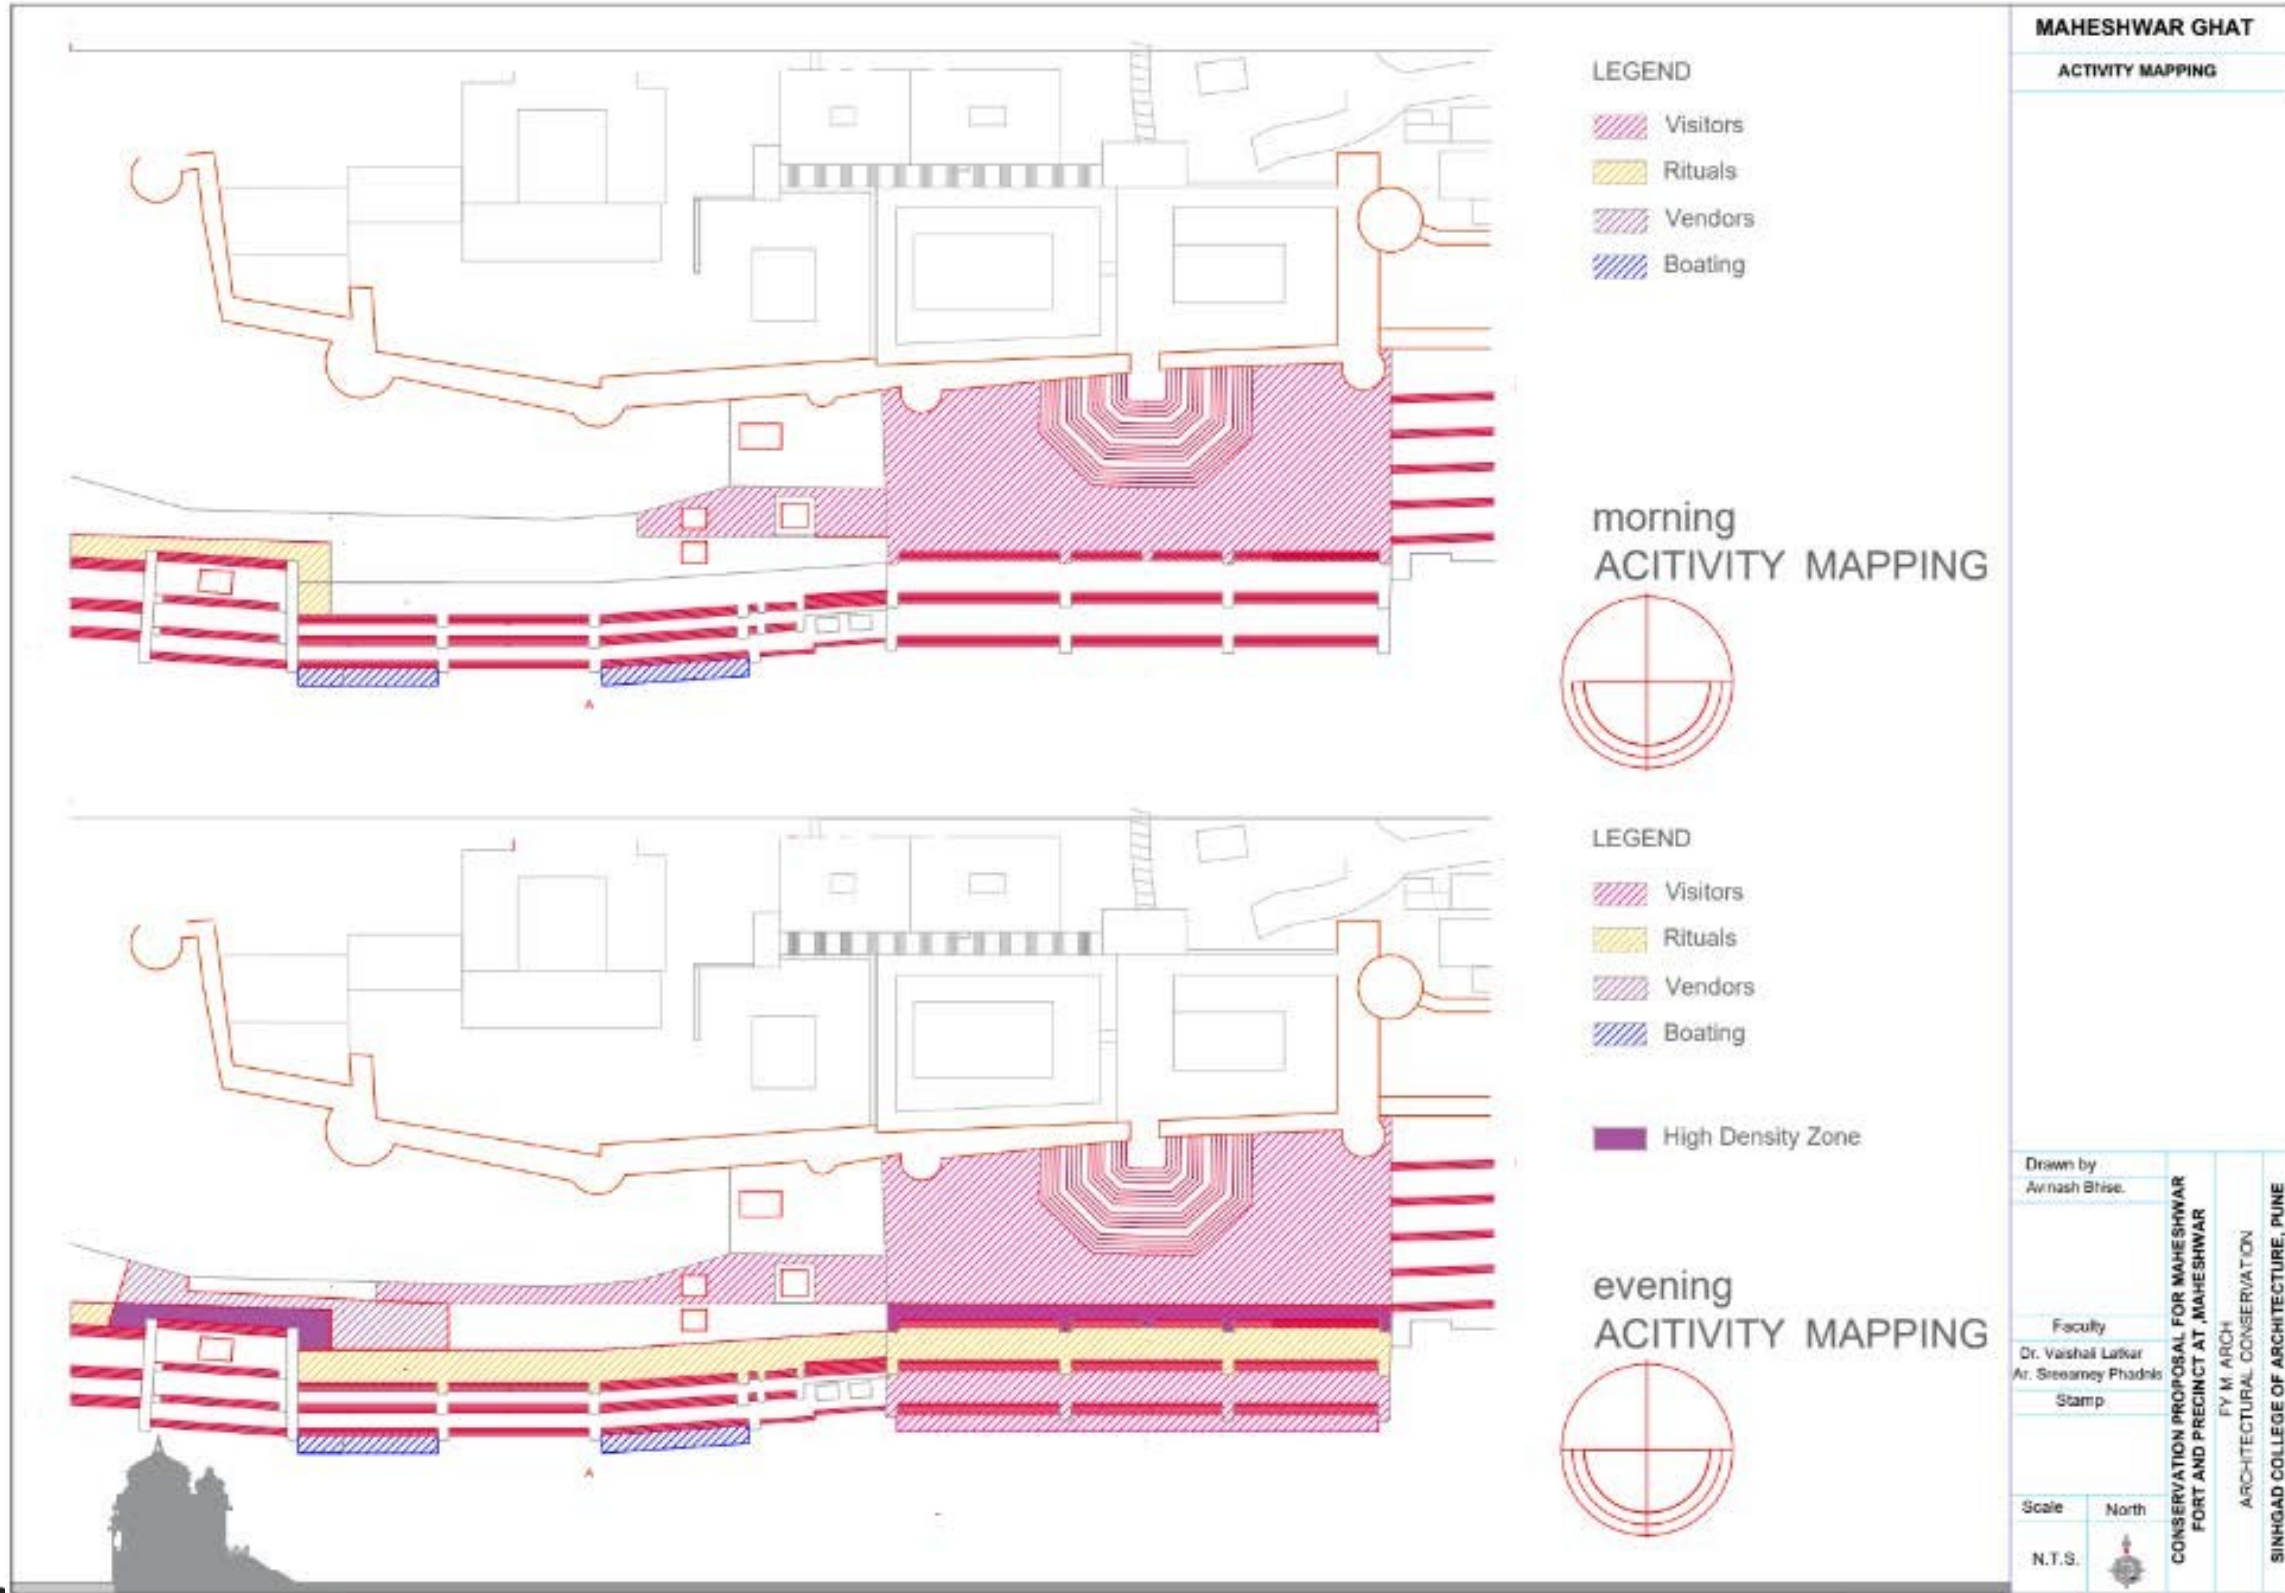 MAHESHWAR GHAT
ACTIVITY MAPPING
LEGEND
Visitors
Rituals
Vendors
Boating
morning
ACITIVITY MAPPING
A
LEGEND
Visitors
Rituals
Vendors
Boating
High Density Zone
evening
ACITIVITY MAPPING
A
Drawn by
Avinash Bhise.
Faculty
Dr. Vaishali Latkar
Ar. Phadnis
Stamp
Scale
North
N.T.S.
CONSERVATION PROPOSAL FOR MAHESHWAR
FORT AND PRECINCT AT ,MAHESHWAR
FY M. ARCH
ARCHITECTURAL CONSERVATION
SINHGAD COLLEGE OF ARCHITECTURE, PUNE